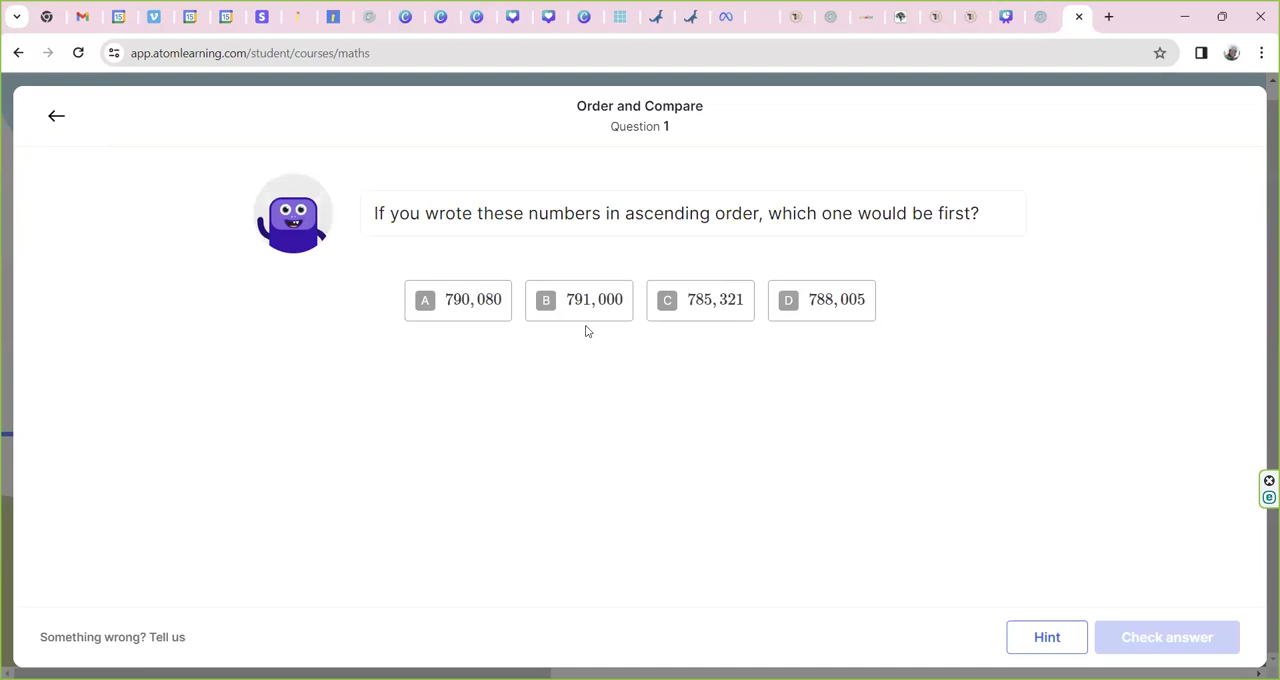 app.atomlearning.com/student/courses/maths
Order and Compare
Question 1
If you wrote these numbers in ascending order, which one would be first?
A 790,080
B 791,000
C 785,321
D 788,005
Something wrong? Tell us
Hint
Check answer